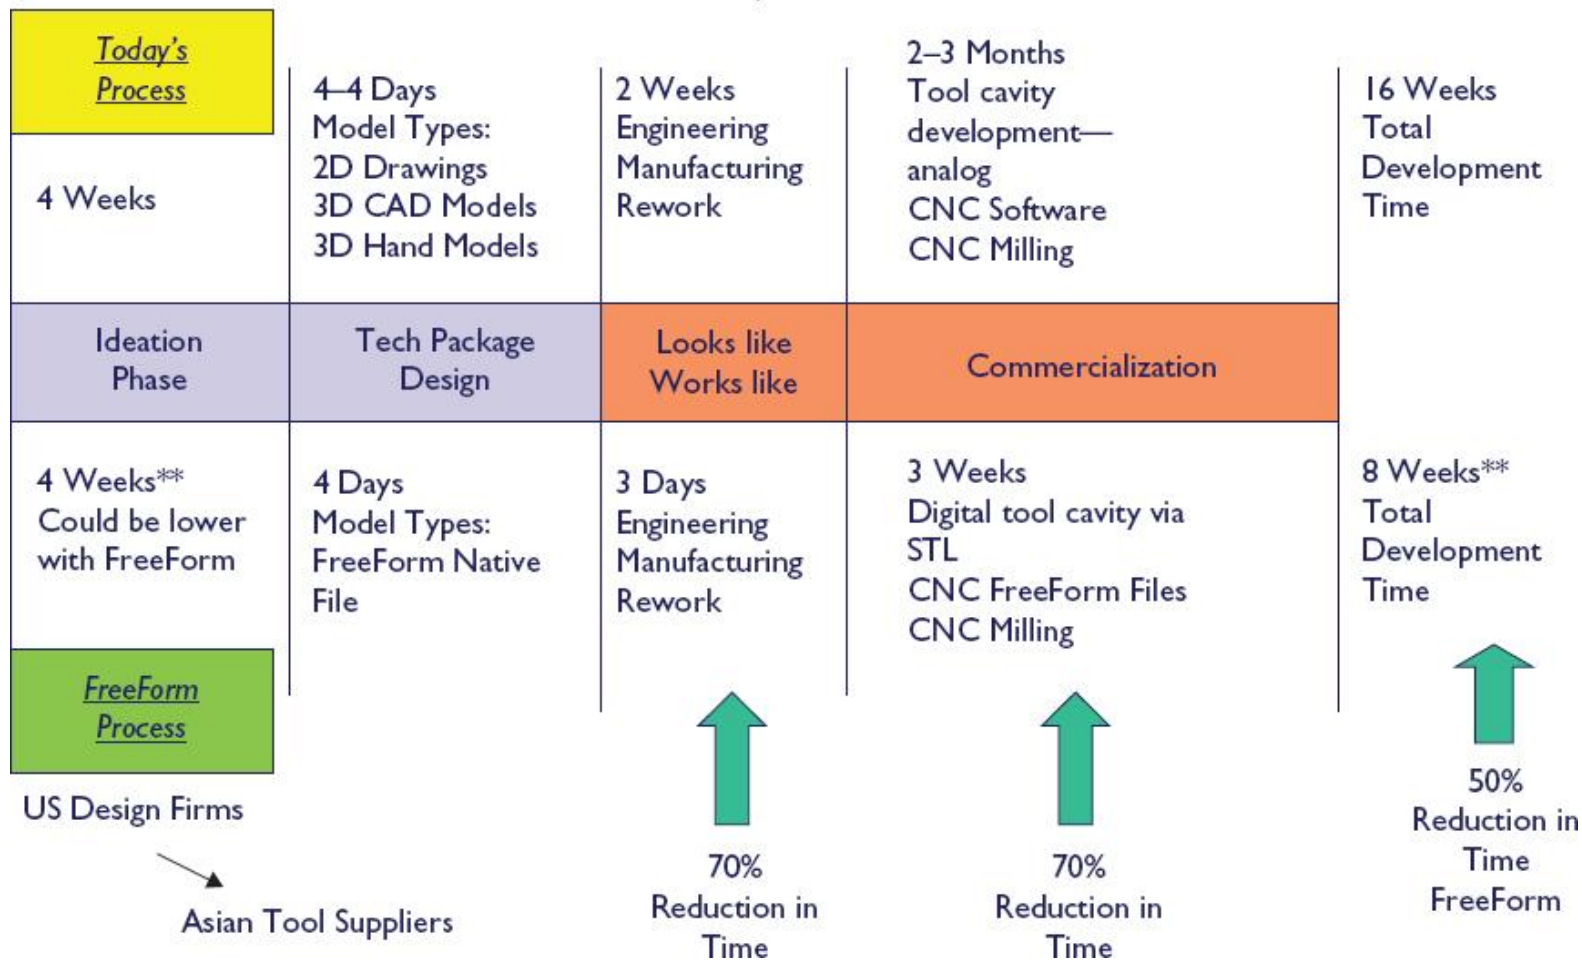 Today's
Process
4 Weeks
4–4 Days
Model Types:
2D Drawings
3D CAD Models
3D Hand Models
2 Weeks
Engineering
Manufacturing
Rework
2–3 Months
Tool cavity
development—
analog
CNC Software
CNC Milling
16 Weeks
Total
Development
Time
Ideation
Phase
Tech Package
Design
Looks like
Works like
Commercialization
4 Weeks**
Could be lower
with FreeForm
4 Days
Model Types:
FreeForm Native
File
3 Days
Engineering
Manufacturing
Rework
3 Weeks
Digital tool cavity via
STL
CNC FreeForm Files
CNC Milling
8 Weeks**
Total
Development
Time
FreeForm
Process
US Design Firms
Asian Tool Suppliers
70%
Reduction in
Time
70%
Reduction in
Time
50%
Reduction in
Time
FreeForm